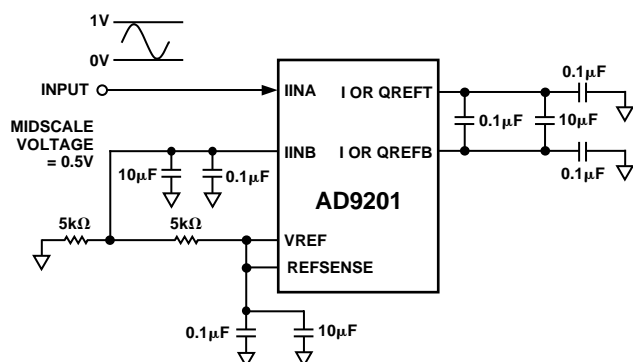 1V
0V
INPUT
IINA
I OR QREFT
0.1µF
MIDSCALE
VOLTAGE
= 0.5V
0.1µF
10µF
IINB
I OR QREFB
10µF
0.1µF
0.1µF
AD9201
5kΩ
5kΩ
VREF
REFSENSE
0.1µF
10µF